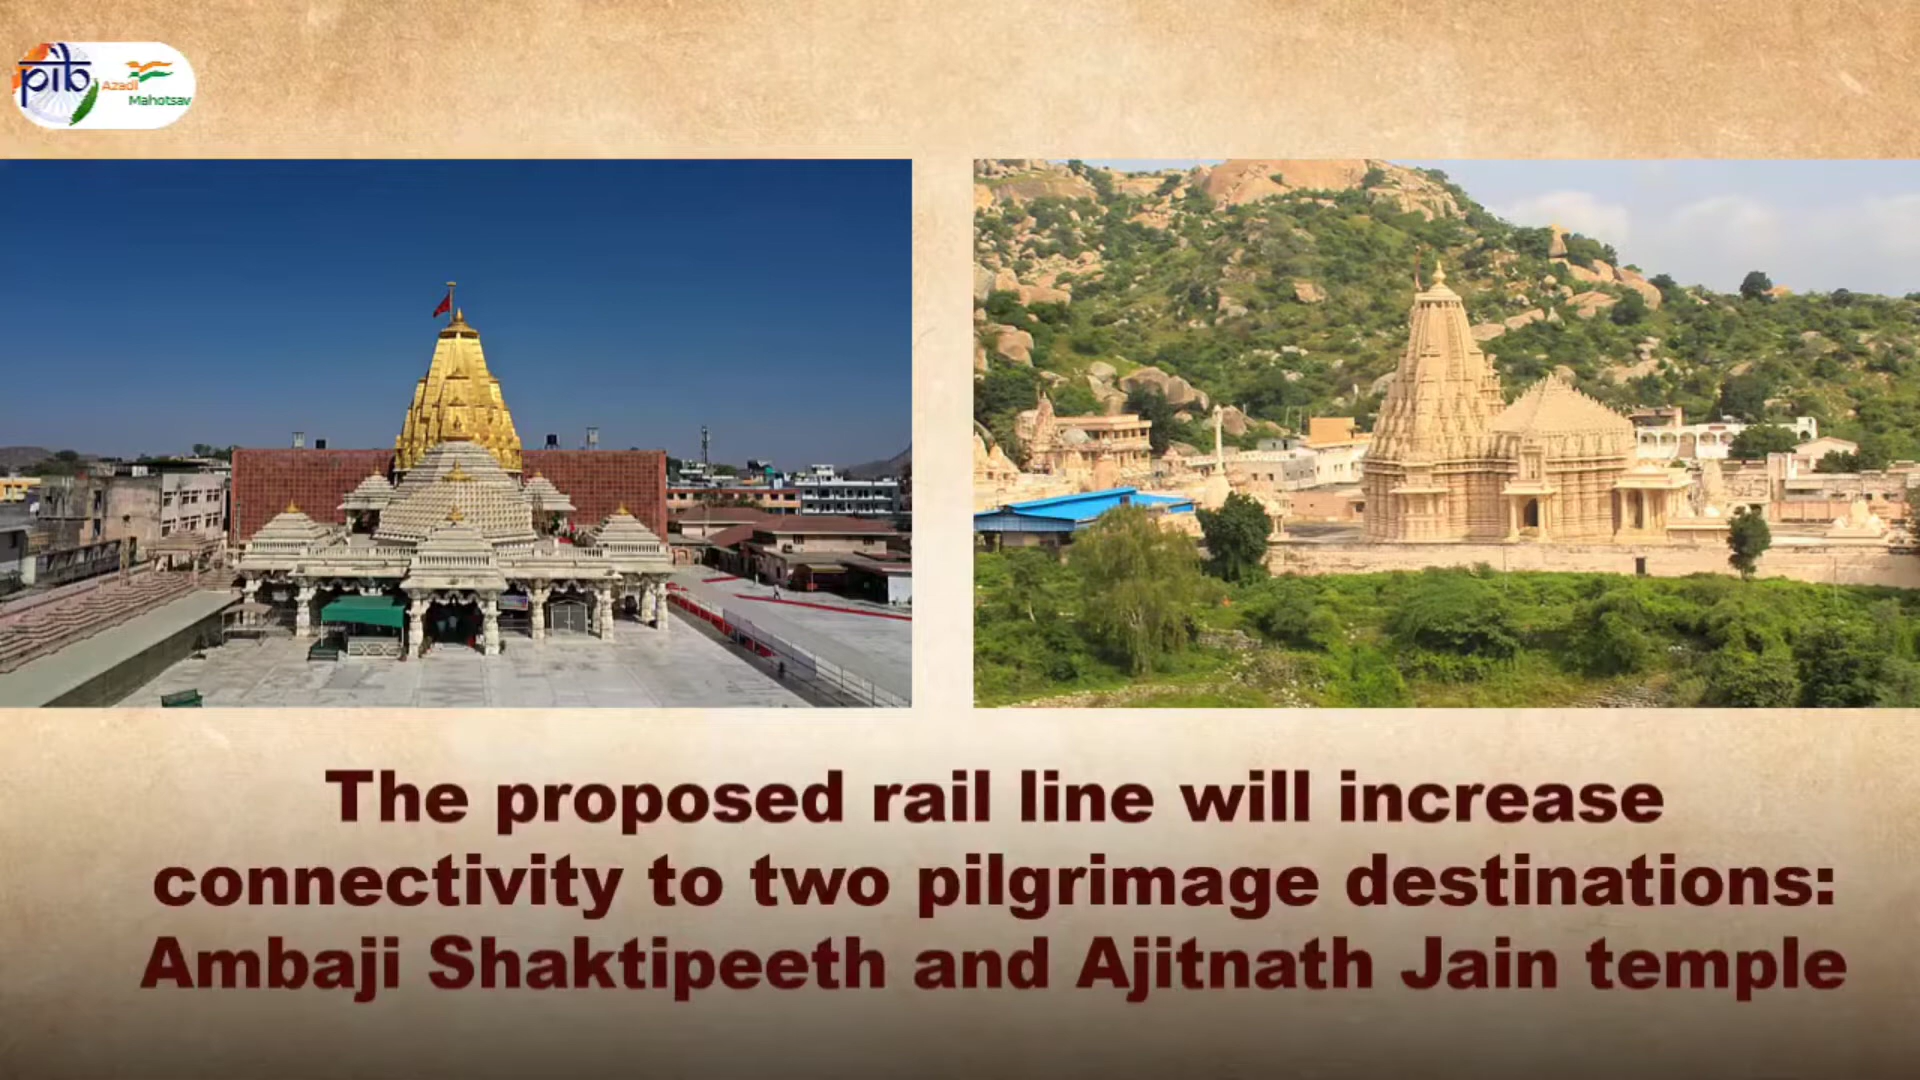 pib
Azadi
Mahotsav
The proposed rail line will increase
connectivity to two pilgrimage destinations:
Ambaji Shaktipeeth and Ajitnath Jain temple